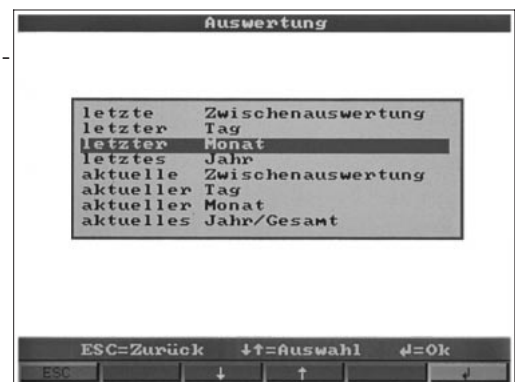 Auswertung
letzte Zwischenauswertung
letzter Tag
letzter Monat
letztes Jahr
aktuelle Zwischenauswertung
aktueller Tag
aktueller Monat
aktuelles Jahr/Gesamt
ESC=Zurück ↓↑=Auswahl ↵=Ok
ESC ↓ ↑ ↵